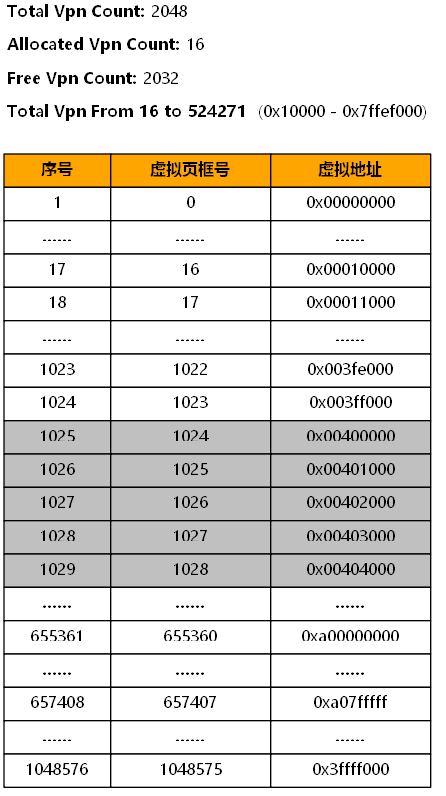 Total Vpn Count: 2048
Allocated Vpn Count: 16
Free Vpn Count: 2032
Total Vpn From 16 to 524271 (0x10000 - 0x7ffef000)
序号 虚拟页框号 虚拟地址
1 0 0x00000000
...... ...... ......
17 16 0x00010000
18 17 0x00011000
...... ...... ......
1023 1022 0x003fe000
1024 1023 0x003ff000
1025 1024 0x00400000
1026 1025 0x00401000
1027 1026 0x00402000
1028 1027 0x00403000
1029 1028 0x00404000
...... ...... ......
655361 655360 0xa00000000
...... ...... ......
657408 657407 0xa07fffff
...... ...... ......
1048576 1048575 0x3ffff000